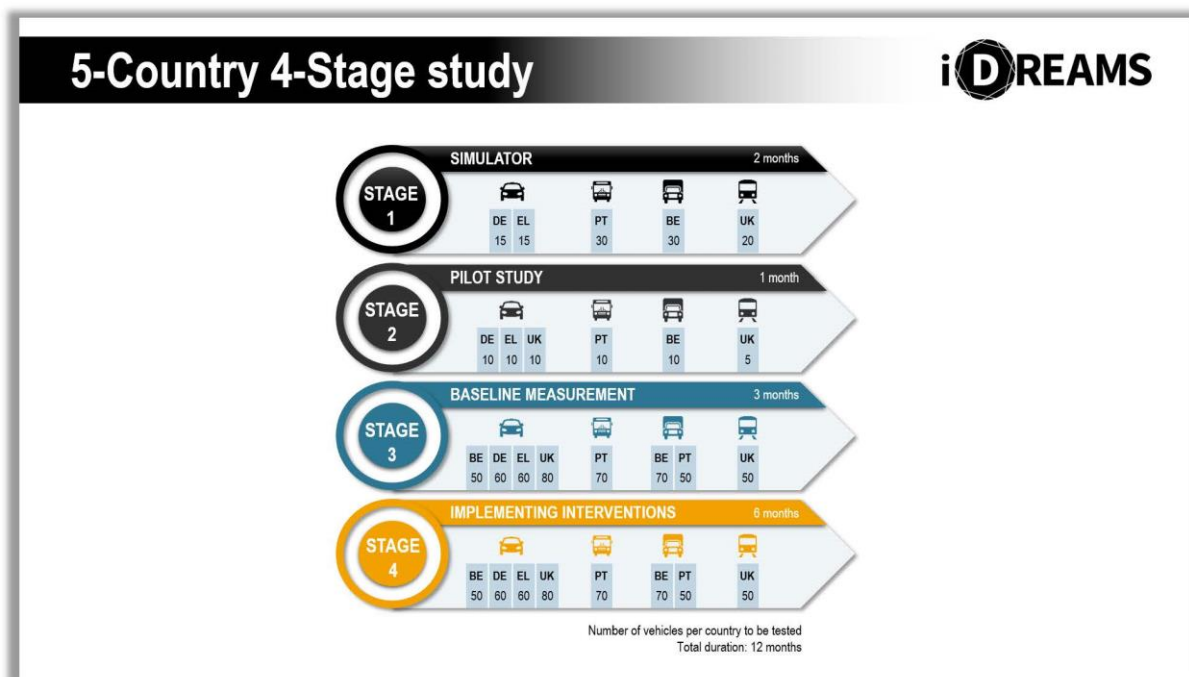 5-Country 4-Stage study
iDREAMS
STAGE 1
SIMULATOR 2 months
DE EL PT BE UK
15 15 30 30 20
STAGE 2
PILOT STUDY 1 month
DE EL UK PT BE UK
10 10 10 10 10 5
STAGE 3
BASELINE MEASUREMENT 3 months
BE DE EL UK PT BE PT UK
50 60 60 80 70 70 50 50
STAGE 4
IMPLEMENTING INTERVENTIONS 6 months
BE DE EL UK PT BE PT UK
50 60 60 80 70 70 50 50
Number of vehicles per country to be tested
Total duration: 12 months